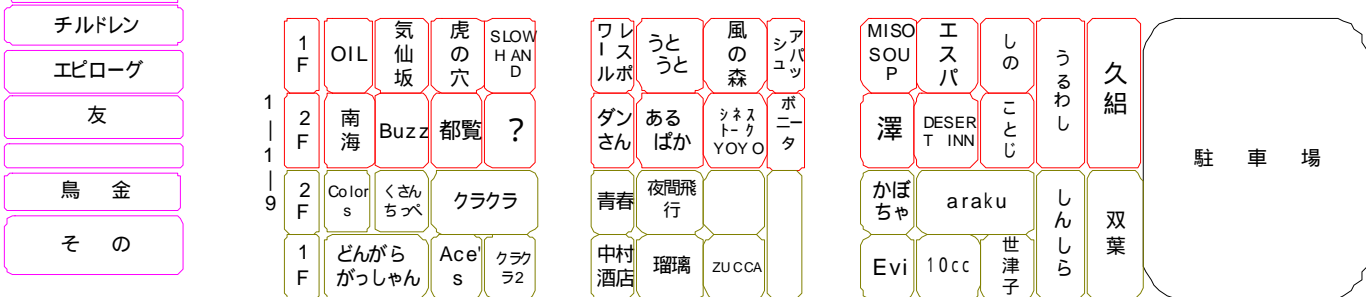 チルドレン
エピローグ
友
鳥 金
そ の
1
|
1
|
9
1F
OIL
気仙坂
虎の穴
SLOW
HAN
D
2F
南海
Buzz
都覧
?
2F
Color
s
くさん
ちっぺ
クラクラ
1F
どんがら
がっしゃん
Ace'
s
クラク
ラ2
レスポ
ワール
うと
うと
風の森
アパッ
シュ
ダン
さん
ある
ぱか
シネス
トーク
YOYO
ボニータ
青春
夜間飛
行
中村
酒店
瑠璃
ZUCCA
MISO
SOU
P
エスパ
しの
うるわし
久絽
澤
DESER
T INN
ことじ
かぼ
ちゃ
araku
しんしら
双葉
Evi
10cc
世津子
駐 車 場